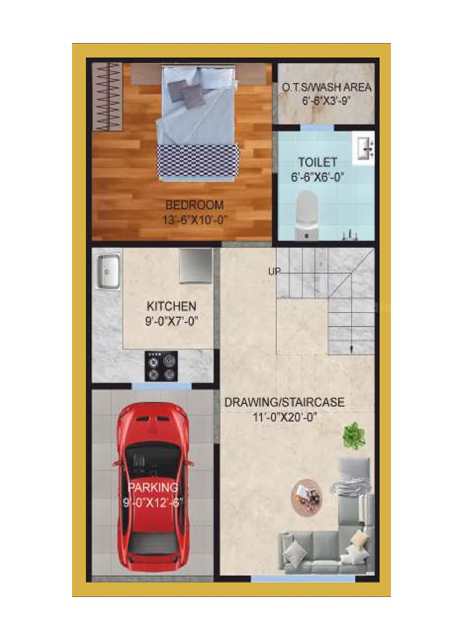 O.T.S/WASH AREA
6'-6"X3'-9"
TOILET
6'-6"X6'-0"
BEDROOM
13'-6"X10'-0"
UP
KITCHEN
9'-0"X7'-0"
DRAWING/STAIRCASE
11'-0"X20'-0"
PARKING
9'-0"X12'-6"